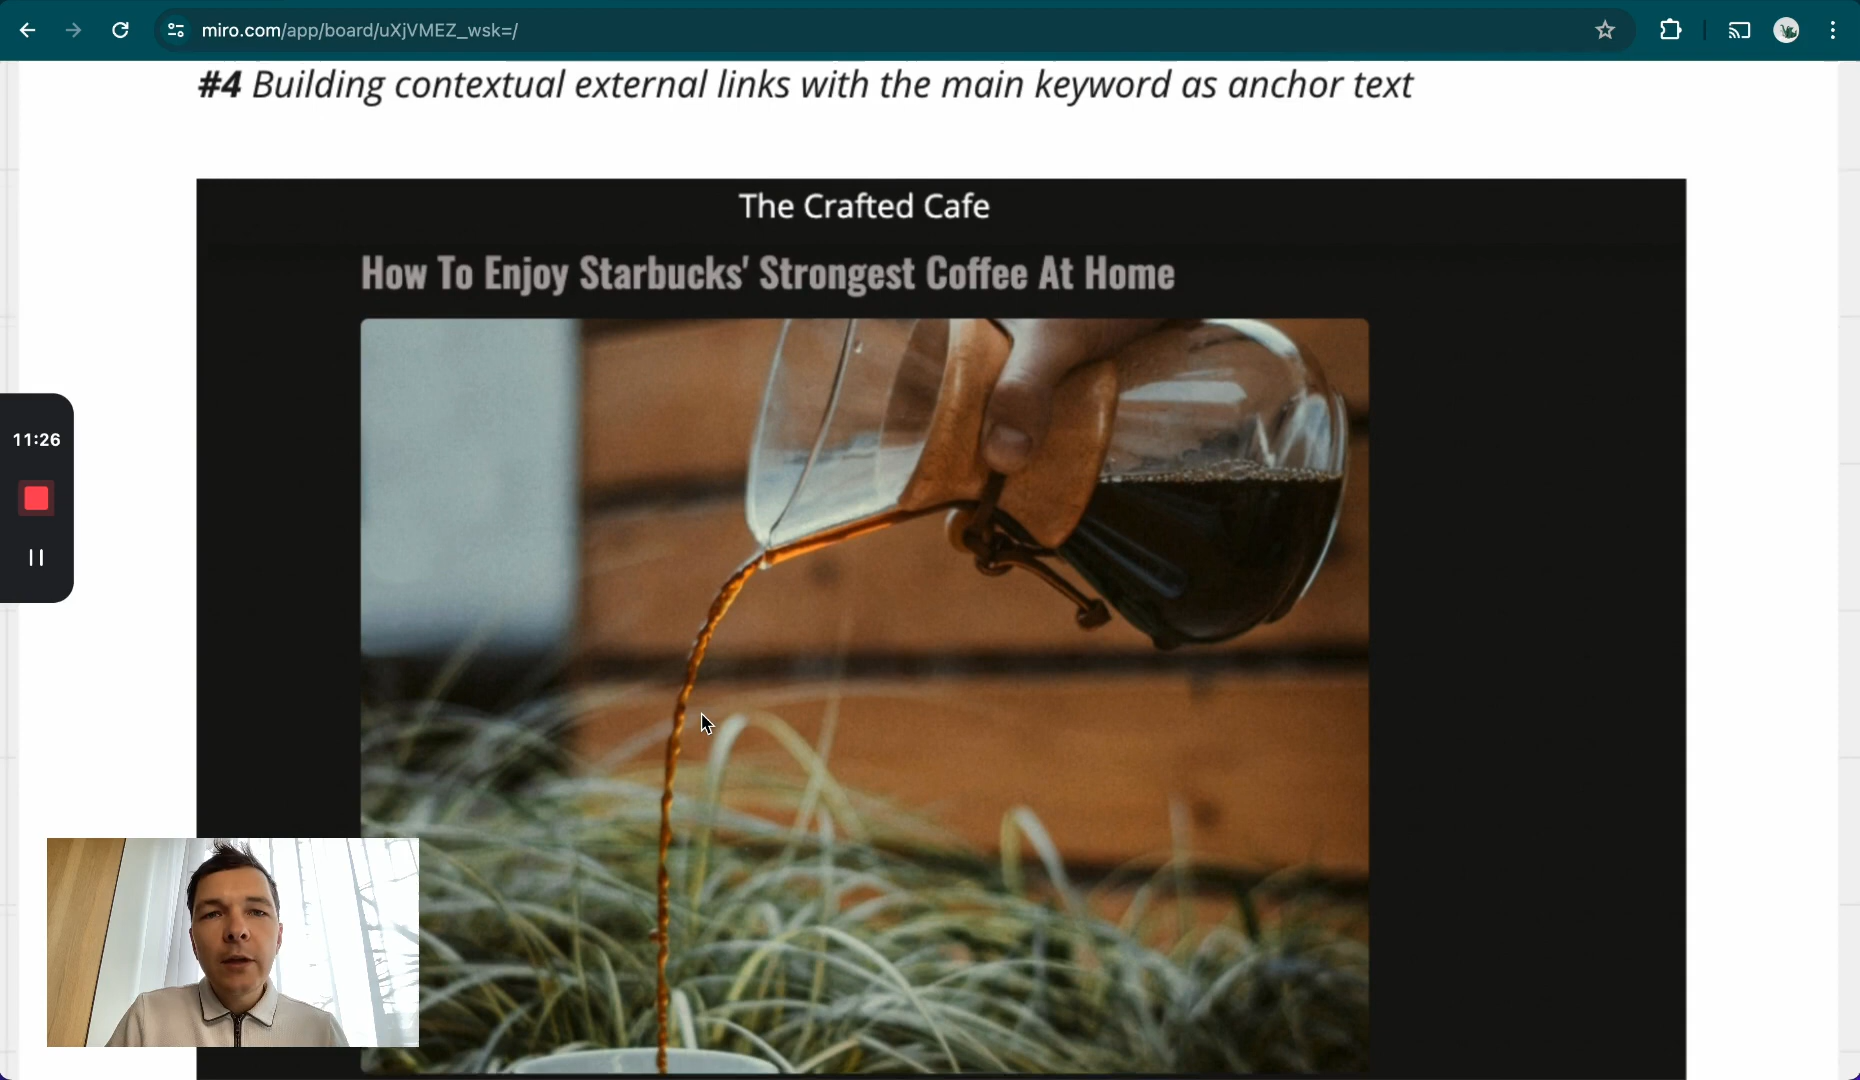 miro.com/app/board/uXjVMEZ_wsk=/
#4 Building contextual external links with the main keyword as anchor text
The Crafted Cafe
How To Enjoy Starbucks' Strongest Coffee At Home
11:26